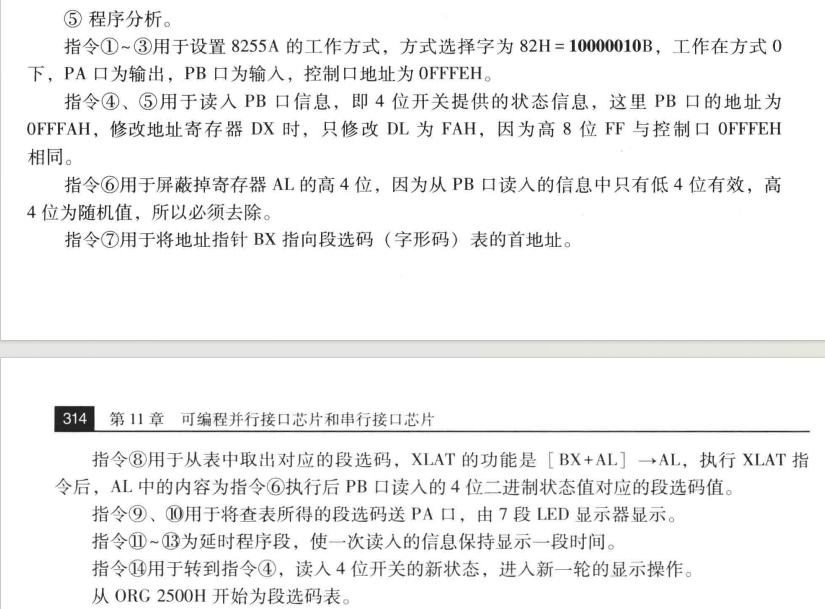 ⑤ 程序分析。
指令①~③用于设置 8255A 的工作方式，方式选择字为 82H = 10000010B，工作在方式 0
下，PA 口为输出，PB 口为输入，控制口地址为 0FFFEH。
指令④、⑤用于读入 PB 口信息，即 4 位开关提供的状态信息，这里 PB 口的地址为
0FFFAH，修改地址寄存器 DX 时，只修改 DL 为 FAH，因为高 8 位 FF 与控制口 0FFFEH
相同。
指令⑥用于屏蔽掉寄存器 AL 的高 4 位，因为从 PB 口读入的信息中只有低 4 位有效，高
4 位为随机值，所以必须去除。
指令⑦用于将地址指针 BX 指向段选码（字形码）表的首地址。
314 第 11 章 可编程并行接口芯片和串行接口芯片
指令⑧用于从表中取出对应的段选码，XLAT 的功能是［BX+AL］→AL，执行 XLAT 指
令后，AL 中的内容为指令⑥执行后 PB 口读入的 4 位二进制状态值对应的段选码值。
指令⑨、⑩用于将查表所得的段选码送 PA 口，由 7 段 LED 显示器显示。
指令⑪~⑬为延时程序段，使一次读入的信息保持显示一段时间。
指令⑭用于转到指令④，读入 4 位开关的新状态，进入新一轮的显示操作。
从 ORG 2500H 开始为段选码表。